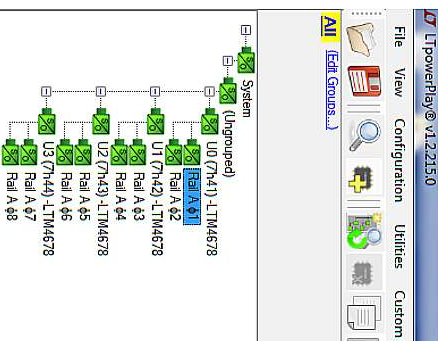 LTpowerPlay® v1.2.215.0
File View Configuration Utilities Custom
All (Edit Groups...)
System
(Ungrouped)
U0 (7h41) -LTM4678
Rail A ϕ1
Rail A ϕ2
U1 (7h42) -LTM4678
Rail A ϕ3
Rail A ϕ4
U2 (7h43) -LTM4678
Rail A ϕ5
Rail A ϕ6
U3 (7h44) -LTM4678
Rail A ϕ7
Rail A ϕ8